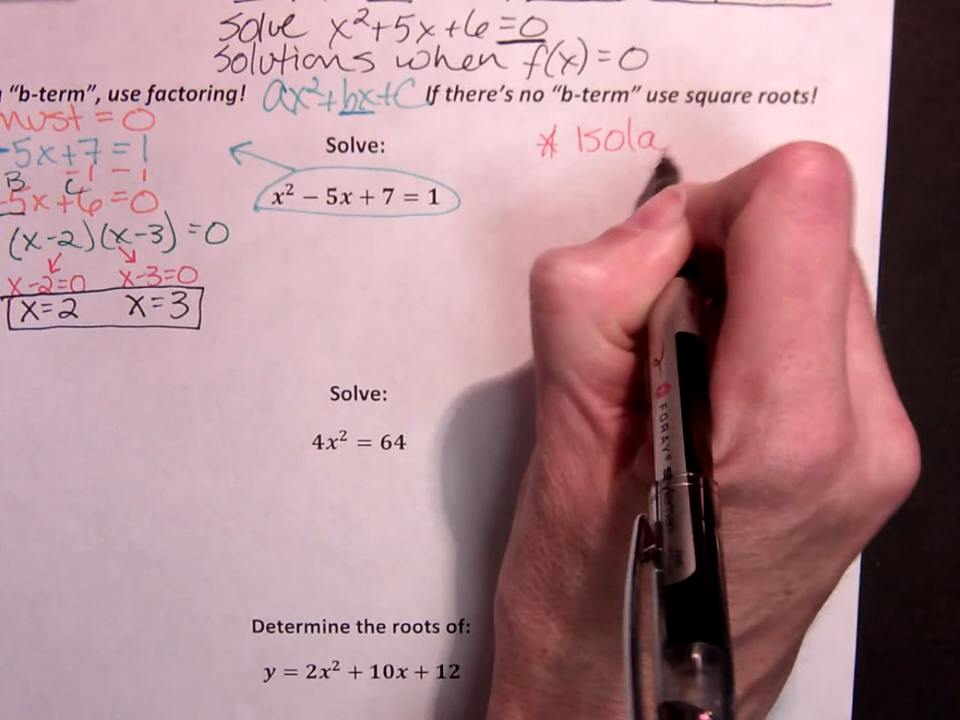 Solve x²+5x+6=0
Solutions when f(x)=0
"b-term", use factoring! ax²+bx+C If there's no "b-term" use square roots!
must = 0
-5x+7=1
-1 -1
B C
-5x+6=0
(x-2)(x-3)=0
x-2=0 x-3=0
x=2 x=3
Solve:
x² − 5x + 7 = 1
* Isola
Solve:
4x² = 64
Determine the roots of:
y = 2x² + 10x + 12
FORAY